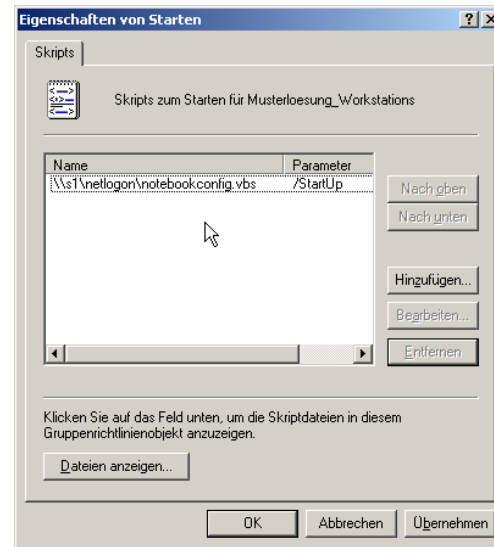 Eigenschaften von Starten
Skripts
Skripts zum Starten für Musterloesung_Workstations
Name Parameter
\\s1\netlogon\notebookconfig.vbs /StartUp
Nach oben
Nach unten
Hinzufügen...
Bearbeiten...
Entfernen
Klicken Sie auf das Feld unten, um die Skriptdateien in diesem
Gruppenrichtlinienobjekt anzuzeigen.
Dateien anzeigen...
OK Abbrechen Übernehmen